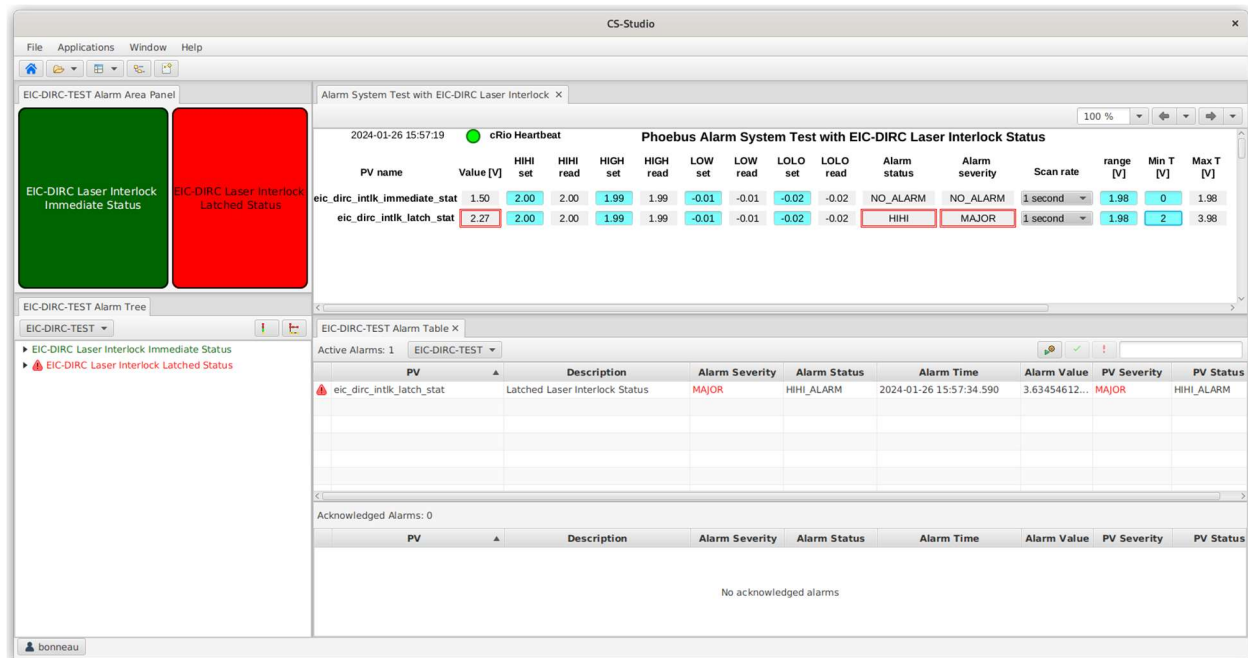 CS-Studio
File Applications Window Help
EIC-DIRC-TEST Alarm Area Panel
EIC-DIRC Laser Interlock
Immediate Status
EIC-DIRC Laser Interlock
Latched Status
EIC-DIRC-TEST Alarm Tree
EIC-DIRC-TEST
EIC-DIRC Laser Interlock Immediate Status
EIC-DIRC Laser Interlock Latched Status
Alarm System Test with EIC-DIRC Laser Interlock
100 %
2024-01-26 15:57:19 cRio Heartbeat Phoebus Alarm System Test with EIC-DIRC Laser Interlock Status
PV name Value [V] HIHI set HIHI read HIGH set HIGH read LOW set LOW read LOLO set LOLO read Alarm status Alarm severity Scan rate range [V] Min T [V] Max T [V]
eic_dirc_intlk_immediate_stat 1.50 2.00 2.00 1.99 1.99 -0.01 -0.01 -0.02 -0.02 NO_ALARM NO_ALARM 1 second 1.98 0 1.98
eic_dirc_intlk_latch_stat 2.27 2.00 2.00 1.99 1.99 -0.01 -0.01 -0.02 -0.02 HIHI MAJOR 1 second 1.98 2 3.98
EIC-DIRC-TEST Alarm Table
Active Alarms: 1 EIC-DIRC-TEST
PV Description Alarm Severity Alarm Status Alarm Time Alarm Value PV Severity PV Status
eic_dirc_intlk_latch_stat Latched Laser Interlock Status MAJOR HIHI_ALARM 2024-01-26 15:57:34.590 3.63454612... MAJOR HIHI_ALARM
Acknowledged Alarms: 0
PV Description Alarm Severity Alarm Status Alarm Time Alarm Value PV Severity PV Status
No acknowledged alarms
bonneau